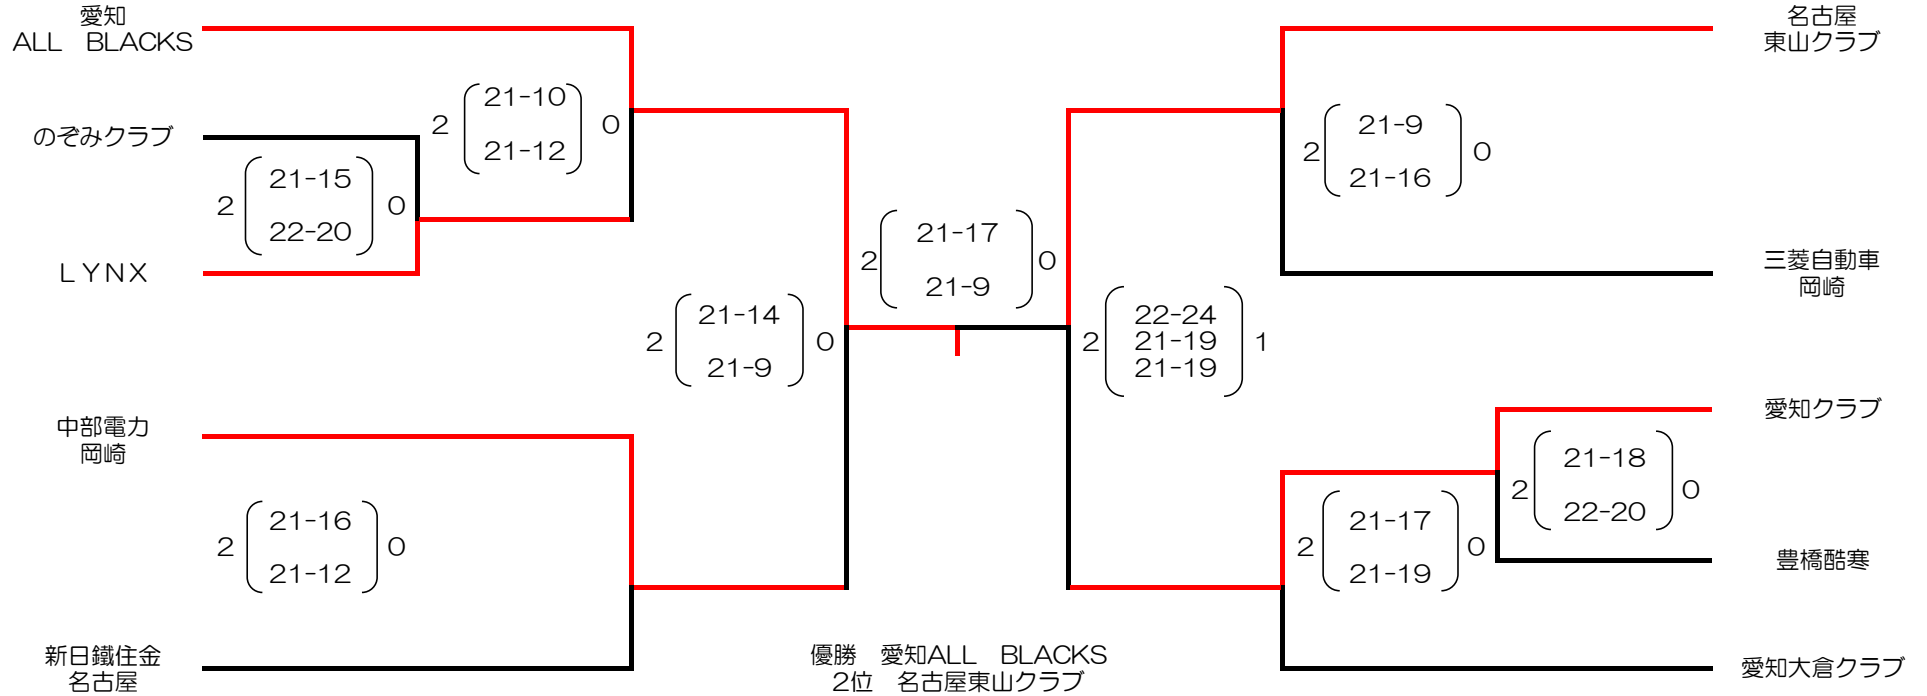 愛知
ALL　BLACKS
のぞみクラブ
ＬＹＮＸ
中部電力
岡崎
新日鐵住金
名古屋
2
21-15
22-20
0
2
21-10
21-12
0
2
21-16
21-12
0
2
21-14
21-9
0
2
21-17
21-9
0
2
22-24
21-19
21-19
1
2
21-9
21-16
0
2
21-17
21-19
0
2
21-18
22-20
0
名古屋
東山クラブ
三菱自動車
岡崎
愛知クラブ
豊橋酷寒
愛知大倉クラブ
優勝　愛知ALL　BLACKS
2位　名古屋東山クラブ